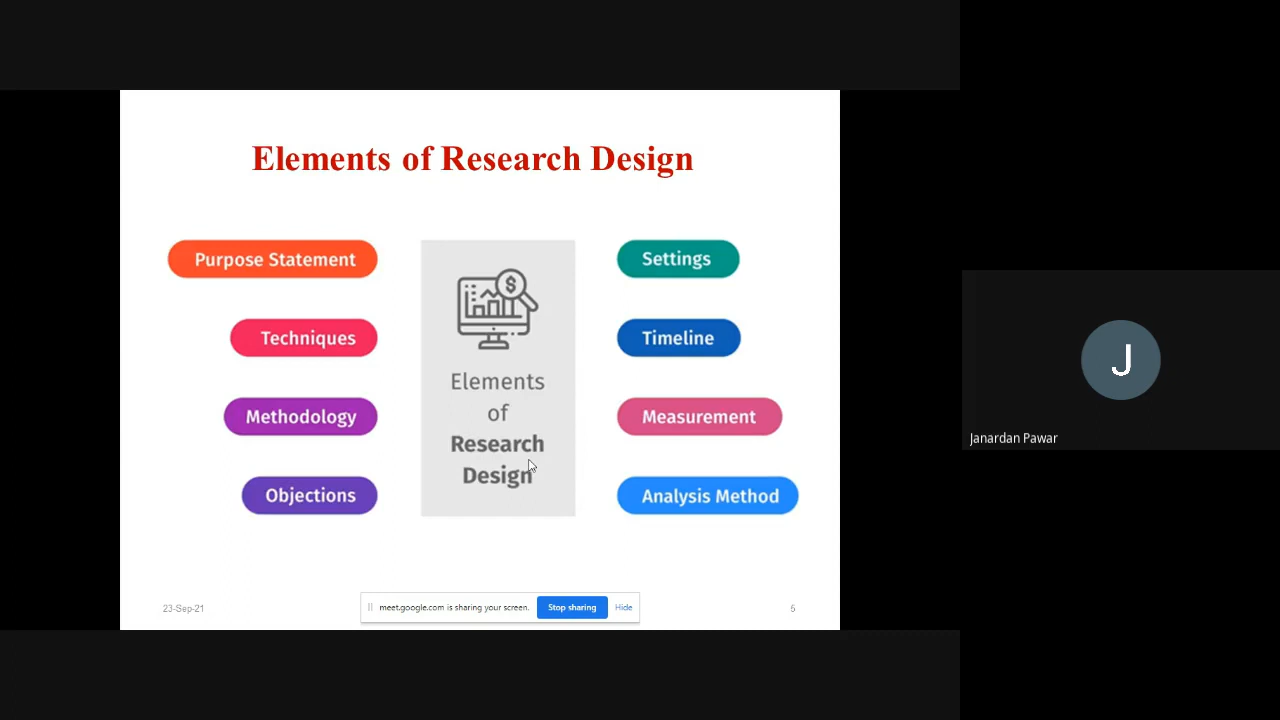 Elements of Research Design
Purpose Statement
Techniques
Methodology
Objections
Elements
of
Research
Design
Settings
Timeline
Measurement
Analysis Method
23-Sep-21
meet.google.com is sharing your screen.
Stop sharing
Hide
5
J
Janardan Pawar
$